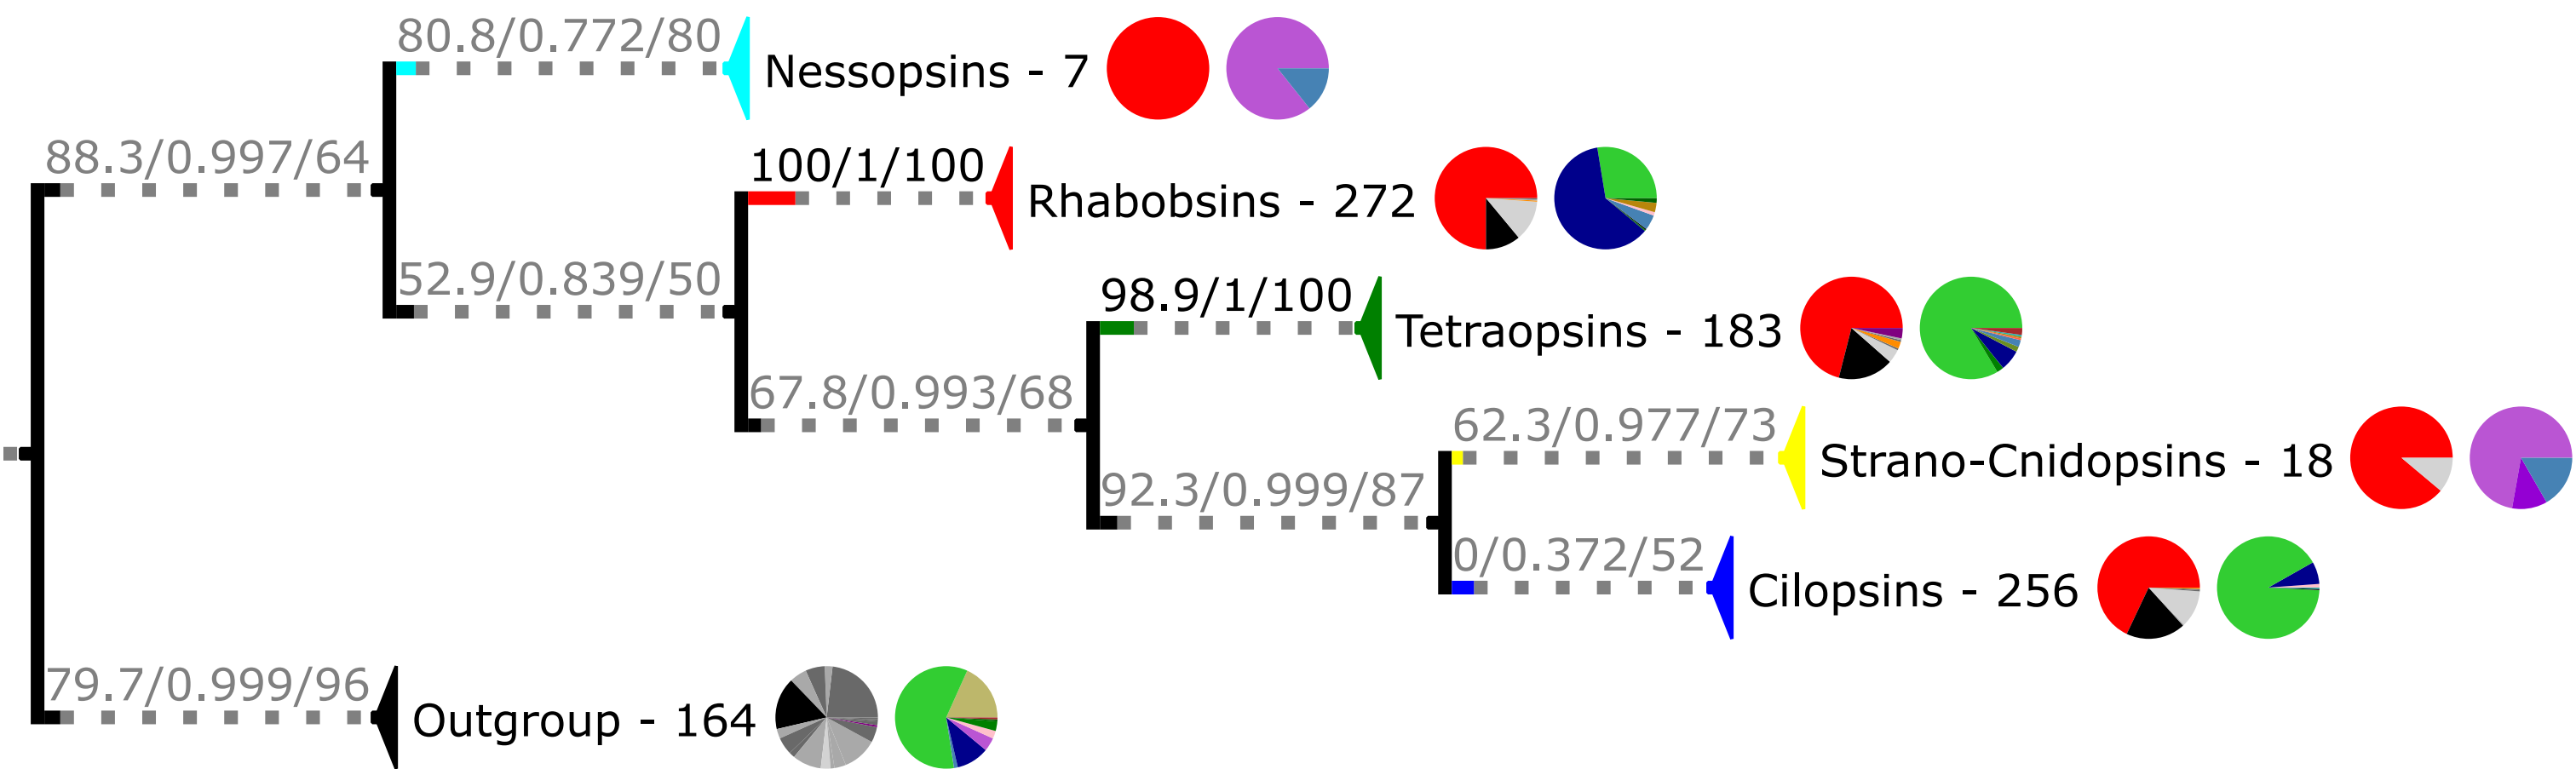 80.8/0.772/80
Nessopsins - 7
88.3/0.997/64
100/1/100
Rhabobsins - 272
52.9/0.839/50
98.9/1/100
Tetraopsins - 183
67.8/0.993/68
62.3/0.977/73
Strano-Cnidopsins - 18
92.3/0.999/87
0/0.372/52
Cilopsins - 256
79.7/0.999/96
Outgroup - 164